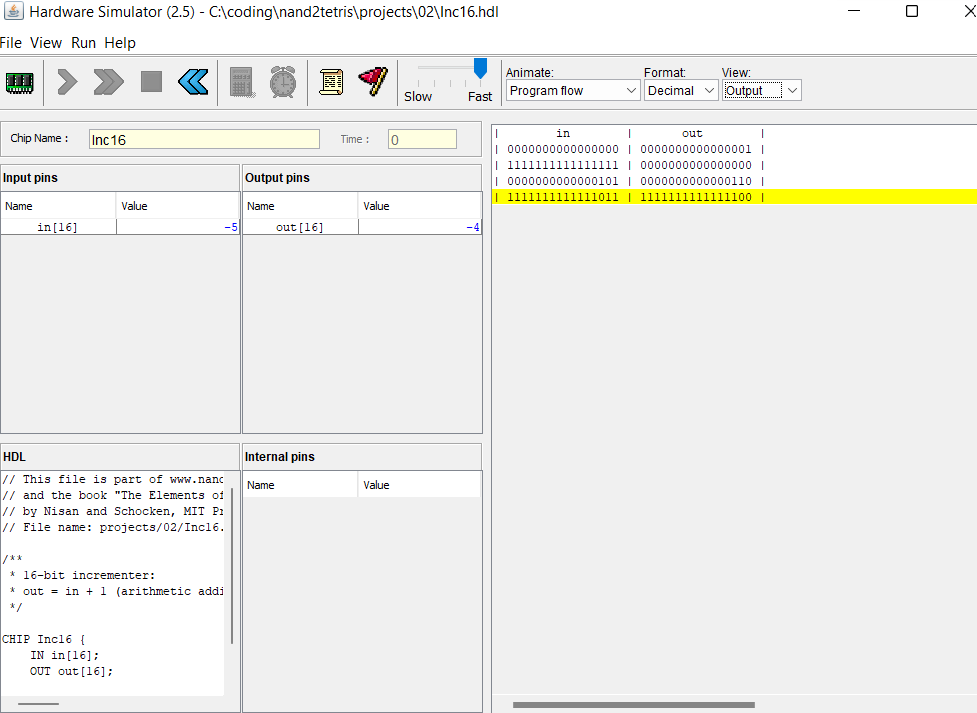 Hardware Simulator (2.5) - C:\coding\nand2tetris\projects\02\Inc16.hdl
File View Run Help
Slow Fast
Animate: Format: View:
Program flow Decimal Output
Chip Name : Inc16 Time : 0
Input pins
Name Value
in[16] -5
Output pins
Name Value
out[16] -4
HDL
// This file is part of www.nand
// and the book "The Elements of
// by Nisan and Schocken, MIT Pr
// File name: projects/02/Inc16.
/**
* 16-bit incrementer:
* out = in + 1 (arithmetic addi
*/
CHIP Inc16 {
IN in[16];
OUT out[16];
Internal pins
Name Value
| in | out |
| 0000000000000000 | 0000000000000001 |
| 1111111111111111 | 0000000000000000 |
| 0000000000000101 | 0000000000000110 |
| 1111111111111011 | 1111111111111100 |